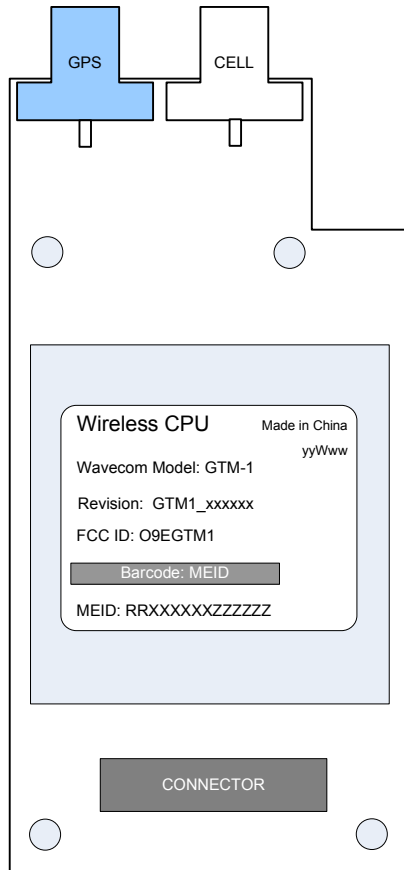 GPS CELL
Wireless CPU Made in China
yyWww
Wavecom Model: GTM-1
Revision: GTM1_xxxxxx
FCC ID: O9EGTM1
Barcode: MEID
MEID: RRXXXXXXZZZZZZ
CONNECTOR